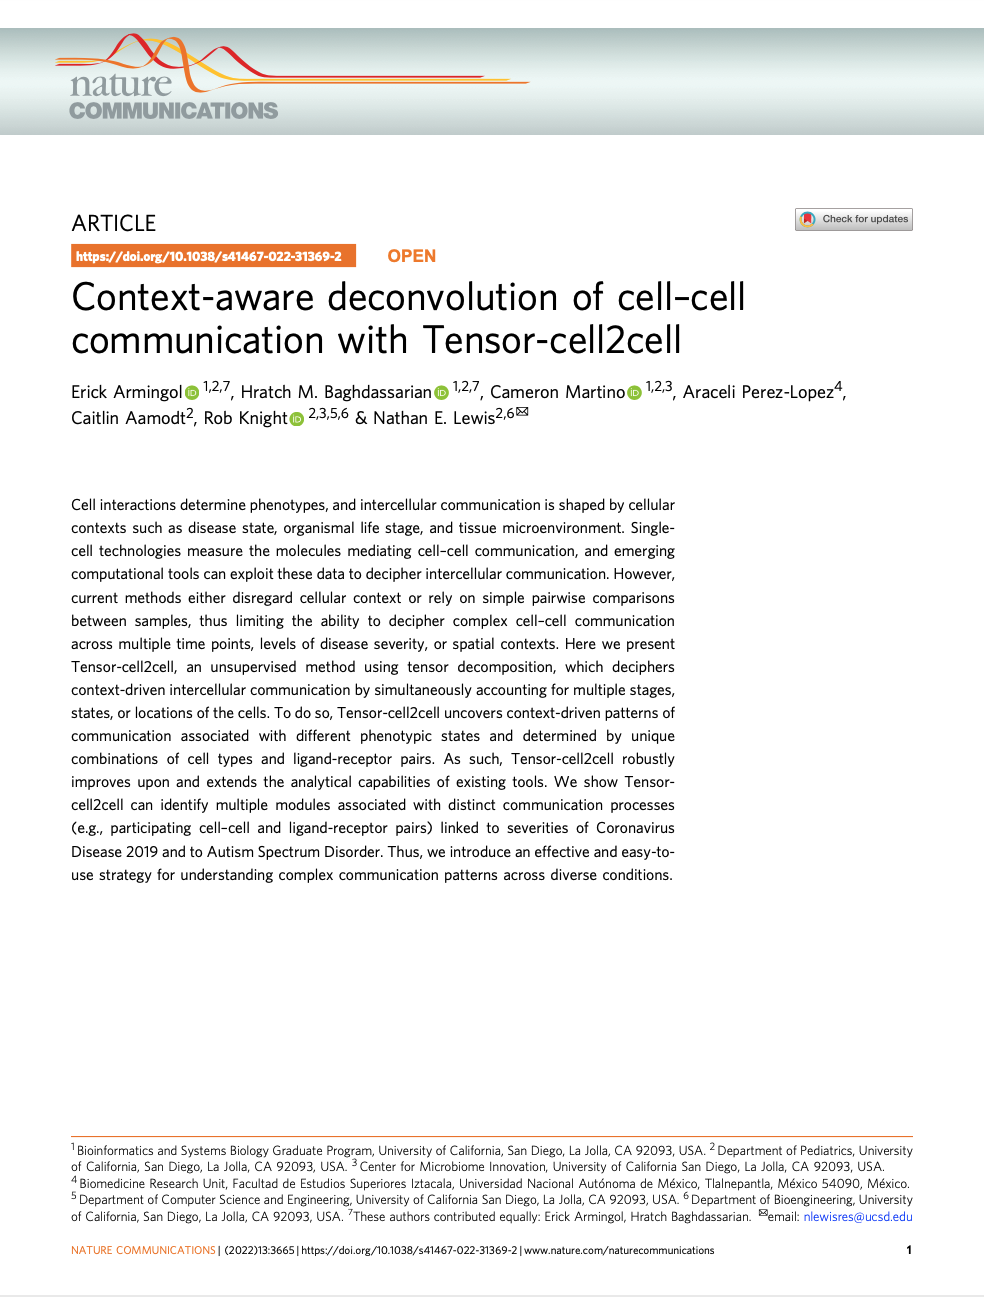 nature
COMMUNICATIONS
ARTICLE
Check for updates
https://doi.org/10.1038/s41467-022-31369-2 OPEN
Context-aware deconvolution of cell–cell
communication with Tensor-cell2cell
Erick Armingol iD 1,2,7, Hratch M. Baghdassarian iD 1,2,7, Cameron Martino iD 1,2,3, Araceli Perez-Lopez4,
Caitlin Aamodt2, Rob Knight iD 2,3,5,6 & Nathan E. Lewis2,6✉
Cell interactions determine phenotypes, and intercellular communication is shaped by cellular
contexts such as disease state, organismal life stage, and tissue microenvironment. Single-
cell technologies measure the molecules mediating cell–cell communication, and emerging
computational tools can exploit these data to decipher intercellular communication. However,
current methods either disregard cellular context or rely on simple pairwise comparisons
between samples, thus limiting the ability to decipher complex cell–cell communication
across multiple time points, levels of disease severity, or spatial contexts. Here we present
Tensor-cell2cell, an unsupervised method using tensor decomposition, which deciphers
context-driven intercellular communication by simultaneously accounting for multiple stages,
states, or locations of the cells. To do so, Tensor-cell2cell uncovers context-driven patterns of
communication associated with different phenotypic states and determined by unique
combinations of cell types and ligand-receptor pairs. As such, Tensor-cell2cell robustly
improves upon and extends the analytical capabilities of existing tools. We show Tensor-
cell2cell can identify multiple modules associated with distinct communication processes
(e.g., participating cell–cell and ligand-receptor pairs) linked to severities of Coronavirus
Disease 2019 and to Autism Spectrum Disorder. Thus, we introduce an effective and easy-to-
use strategy for understanding complex communication patterns across diverse conditions.
1 Bioinformatics and Systems Biology Graduate Program, University of California, San Diego, La Jolla, CA 92093, USA. 2 Department of Pediatrics, University
of California, San Diego, La Jolla, CA 92093, USA. 3 Center for Microbiome Innovation, University of California San Diego, La Jolla, CA 92093, USA.
4 Biomedicine Research Unit, Facultad de Estudios Superiores Iztacala, Universidad Nacional Autónoma de México, Tlalnepantla, México 54090, México.
5 Department of Computer Science and Engineering, University of California San Diego, La Jolla, CA 92093, USA. 6 Department of Bioengineering, University
of California, San Diego, La Jolla, CA 92093, USA. 7These authors contributed equally: Erick Armingol, Hratch Baghdassarian. ✉email: nlewisres@ucsd.edu
NATURE COMMUNICATIONS | (2022)13:3665 | https://doi.org/10.1038/s41467-022-31369-2 | www.nature.com/naturecommunications 1